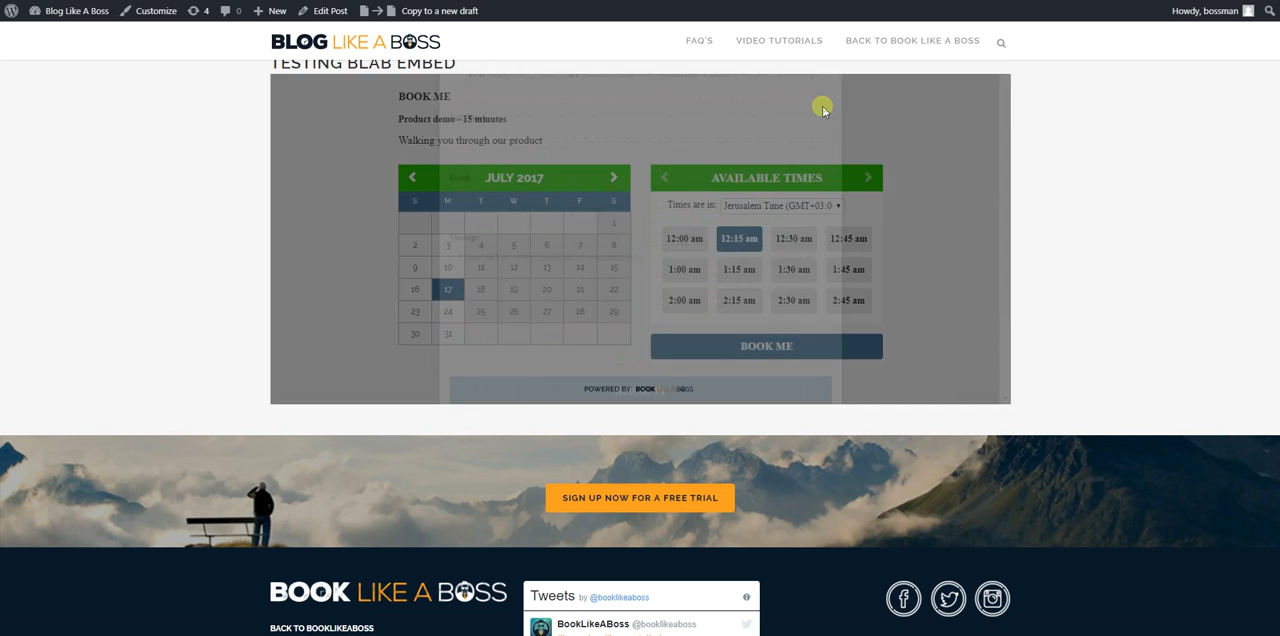 Blog Like A Boss Customize 4 0 New Edit Post Copy to a new draft Howdy, bossman
BLOG LIKE A BOSS FAQ'S VIDEO TUTORIALS BACK TO BOOK LIKE A BOSS
TESTING BLAB EMBED
BOOK ME
Product demo - 15 minutes
Walking you through our product
JULY 2017
S M T W T F S
1
2 3 4 5 6 7 8
9 10 11 12 13 14 15
16 17 18 19 20 21 22
23 24 25 26 27 28 29
30 31
AVAILABLE TIMES
Times are in: Jerusalem Time (GMT+03:0
12:00 am 12:15 am 12:30 am 12:45 am
1:00 am 1:15 am 1:30 am 1:45 am
2:00 am 2:15 am 2:30 am 2:45 am
BOOK ME
POWERED BY: BOOK LIKE A BOSS
SIGN UP NOW FOR A FREE TRIAL
BOOK LIKE A BOSS
BACK TO BOOKLIKEABOSS
Tweets by @booklikeaboss
BookLikeABoss @booklikeaboss